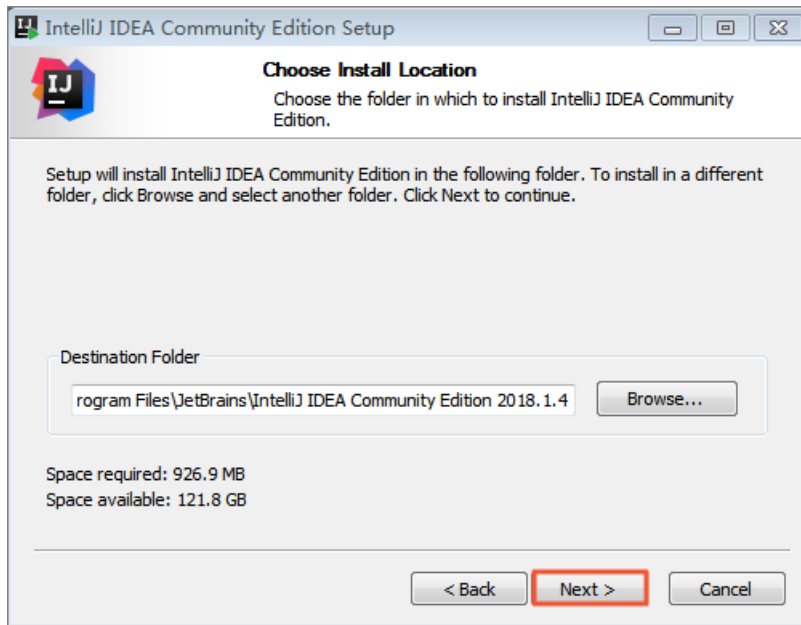 IntelliJ IDEA Community Edition Setup
IJ
Choose Install Location
Choose the folder in which to install IntelliJ IDEA Community
Edition.
Setup will install IntelliJ IDEA Community Edition in the following folder. To install in a different
folder, click Browse and select another folder. Click Next to continue.
Destination Folder
rogram Files\JetBrains\IntelliJ IDEA Community Edition 2018.1.4
Browse...
Space required: 926.9 MB
Space available: 121.8 GB
< Back
Next >
Cancel